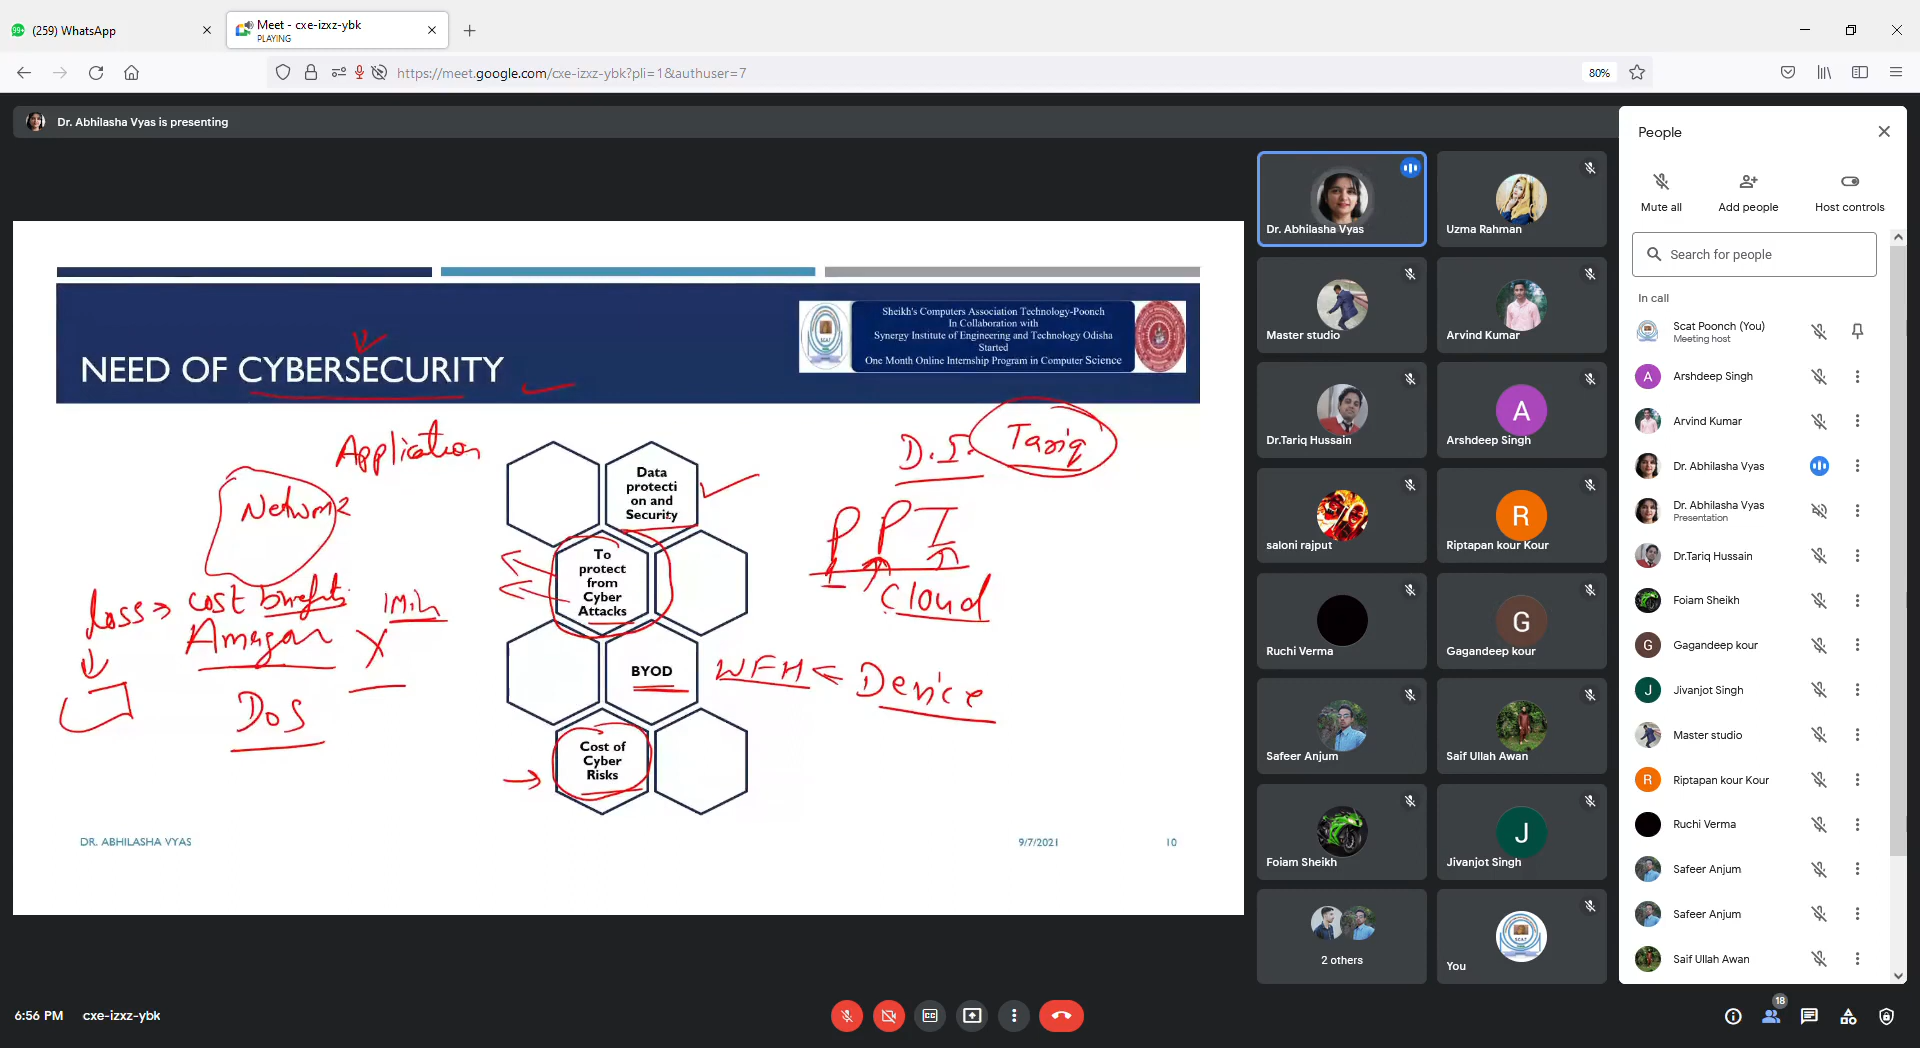 (259) WhatsApp
Meet - cxe-izxz-ybk
PLAYING
https://meet.google.com/cxe-izxz-ybk?pli=1&authuser=7
80%
Dr. Abhilasha Vyas is presenting
Sheikh's Computers Association Technology-Poonch
In Collaboration with
Synergy Institute of Engineering and Technology Odisha
Started
One Month Online Internship Program in Computer Science
NEED OF CYBERSECURITY
Application
Network
loss
cost benefits
1Min
Amazon X
DoS
Data
protecti
on and
Security
To
protect
from
Cyber
Attacks
BYOD
Cost of
Cyber
Risks
D.S. Tariq
PPI
Cloud
WFH
Device
DR. ABHILASHA VYAS
9/7/2021
10
Dr. Abhilasha Vyas
Uzma Rahman
Master studio
Arvind Kumar
Dr.Tariq Hussain
A
Arshdeep Singh
saloni rajput
R
Riptapan kour Kour
Ruchi Verma
G
Gagandeep kour
Safeer Anjum
Saif Ullah Awan
Foiam Sheikh
J
Jivanjot Singh
2 others
You
People
Mute all
Add people
Host controls
Search for people
In call
Scat Poonch (You)
Meeting host
A
Arshdeep Singh
Arvind Kumar
Dr. Abhilasha Vyas
Dr. Abhilasha Vyas
Presentation
Dr.Tariq Hussain
Foiam Sheikh
G
Gagandeep kour
J
Jivanjot Singh
Master studio
R
Riptapan kour Kour
Ruchi Verma
Safeer Anjum
Safeer Anjum
Saif Ullah Awan
6:56 PM cxe-izxz-ybk
18